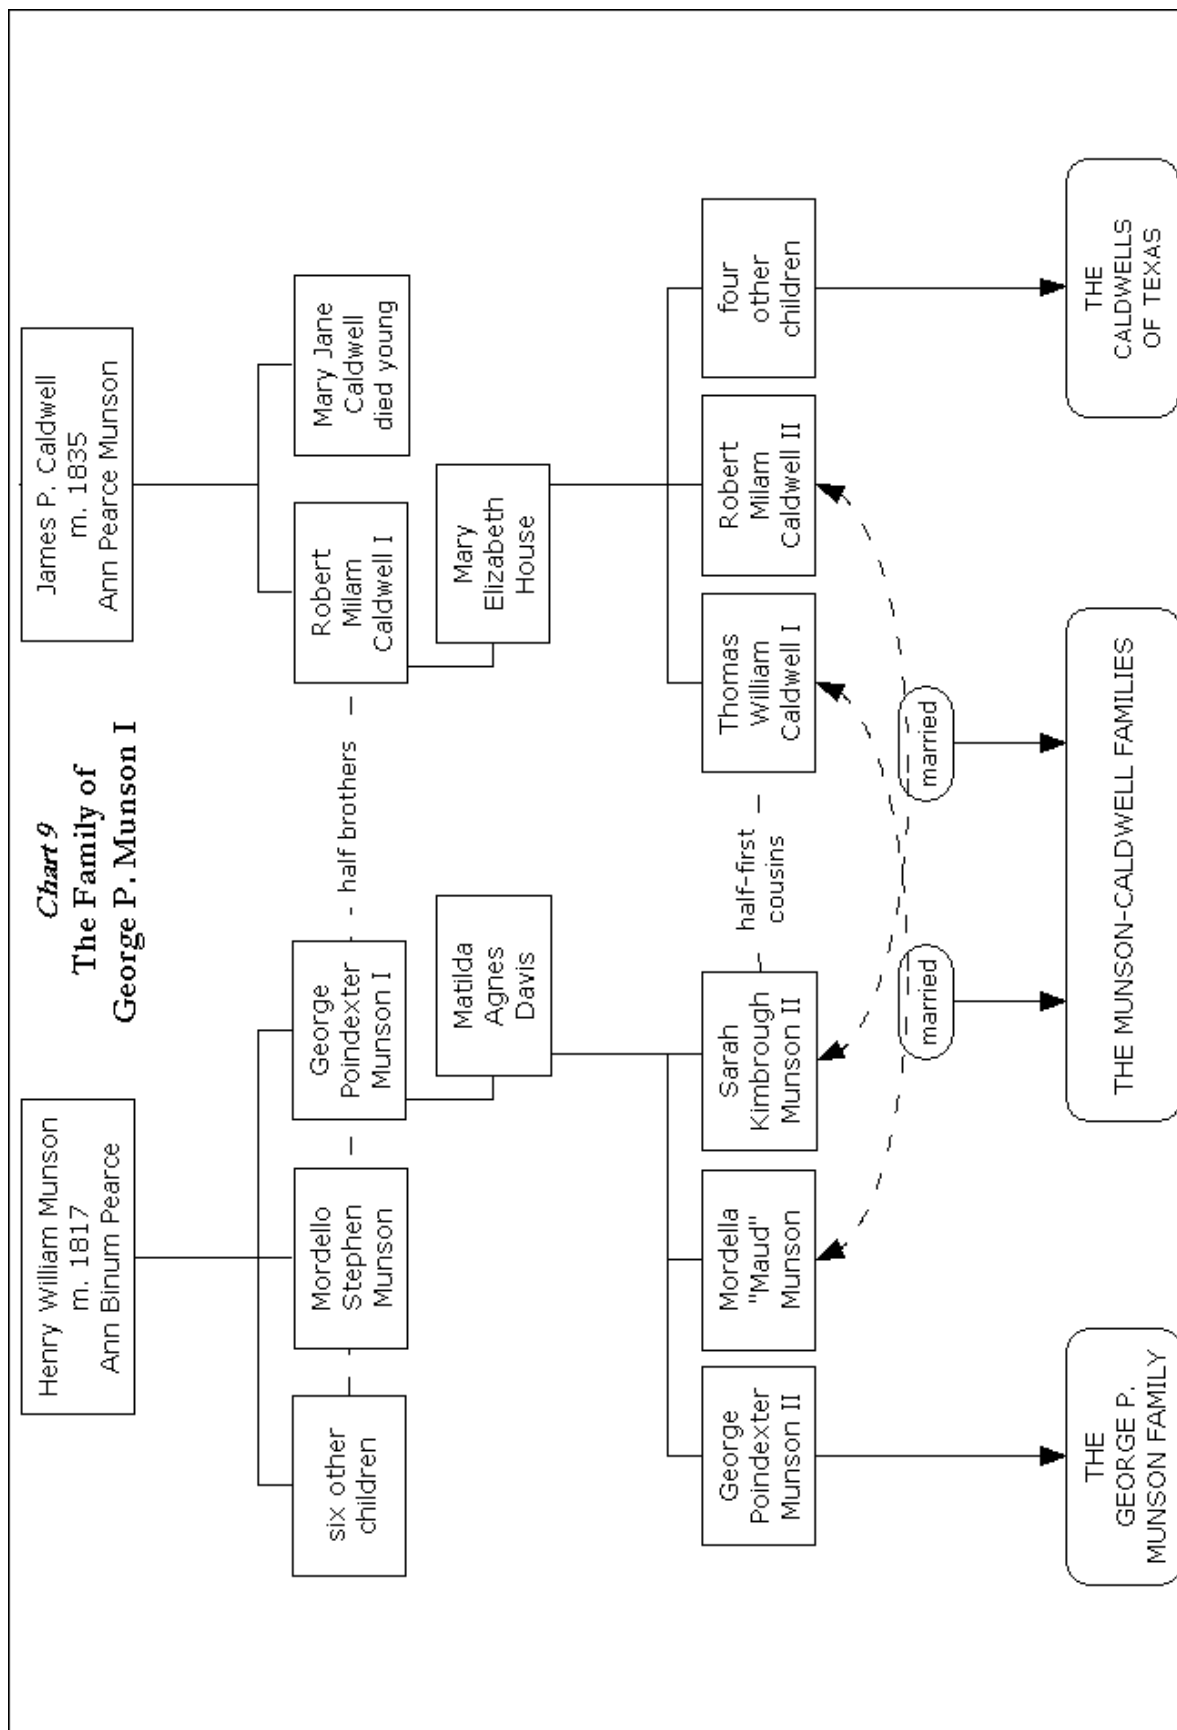 Chart 9
The Family of
George P. Munson I
Henry William Munson
m. 1817
Ann Binum Pearce
James P. Caldwell
m. 1835
Ann Pearce Munson
six other
children
Mordello
Stephen
Munson
George
Poindexter
Munson I
half brothers
Robert
Milam
Caldwell I
Mary Jane
Caldwell
died young
Matilda
Agnes
Davis
Mary
Elizabeth
House
George
Poindexter
Munson II
Mordella
"Maud"
Munson
Sarah
Kimbrough
Munson II
half-first
cousins
Thomas
William
Caldwell I
Robert
Milam
Caldwell II
four
other
children
married
married
THE
GEORGE P.
MUNSON FAMILY
THE MUNSON-CALDWELL FAMILIES
THE
CALDWELLS
OF TEXAS